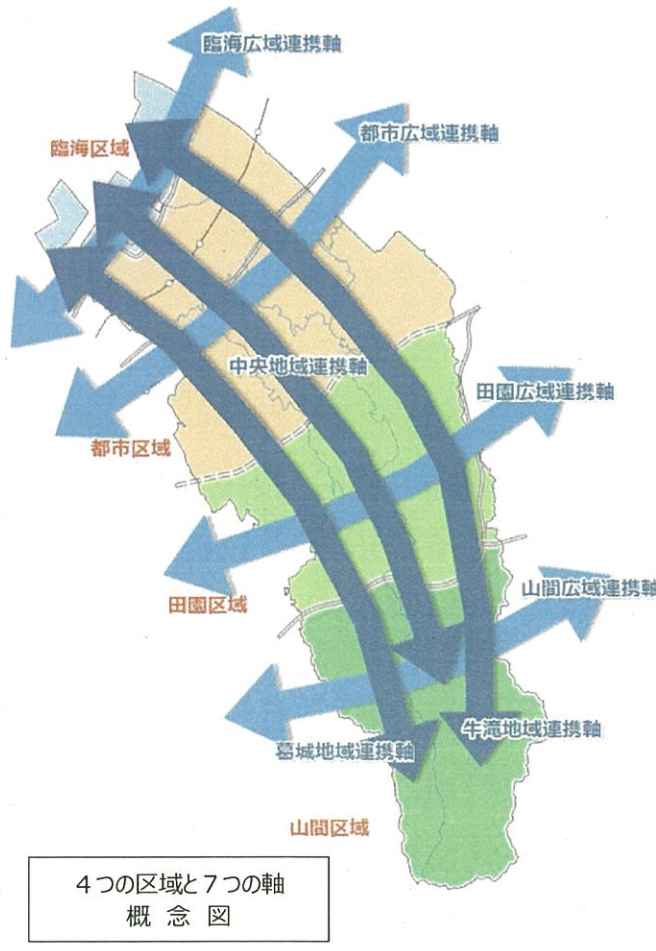 臨海広域連携軸
都市広域連携軸
臨海区域
中央地域連携軸
田園広域連携軸
都市区域
山間広域連携軸
田園区域
牛滝地域連携軸
葛城地域連携軸
山間区域
4つの区域と7つの軸
概念図